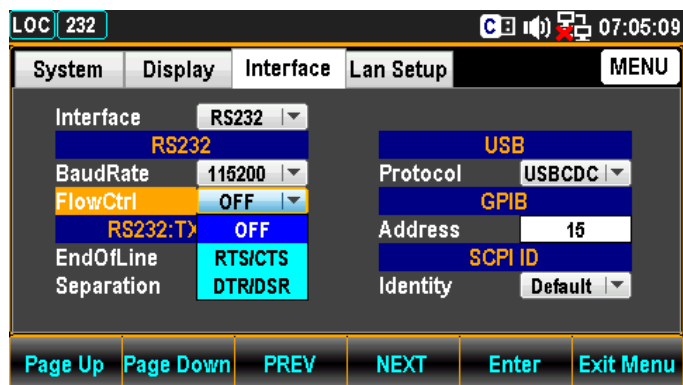 LOC 232 C 07:05:09
System Display Interface Lan Setup MENU
Interface RS232
RS232 USB
BaudRate 115200 Protocol USBCDC
FlowCtrl OFF GPIB
RS232:TX OFF Address 15
EndOfLine RTS/CTS SCPI ID
Separation DTR/DSR Identity Default
Page Up Page Down PREV NEXT Enter Exit Menu